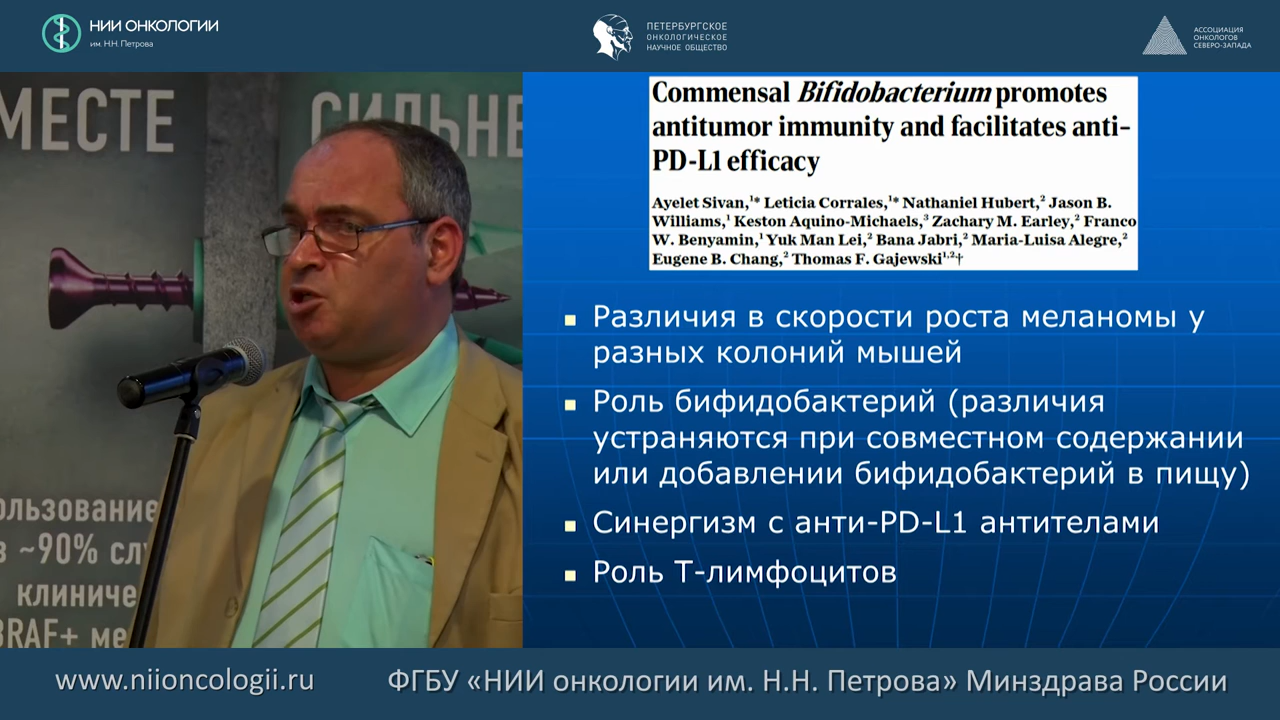 НИИ ОНКОЛОГИИ
им. Н.Н. Петрова
ПЕТЕРБУРГСКОЕ
ОНКОЛОГИЧЕСКОЕ
НАУЧНОЕ ОБЩЕСТВО
АССОЦИАЦИЯ
ОНКОЛОГОВ
СЕВЕРО-ЗАПАДА
МЕСТЕ
СИЛЬНЕ
ользование
в ~90% слу
клиниче
BRAF+ ме
Commensal Bifidobacterium promotes
antitumor immunity and facilitates anti–
PD-L1 efficacy
Ayelet Sivan,¹* Leticia Corrales,¹* Nathaniel Hubert,² Jason B.
Williams,¹ Keston Aquino-Michaels,³ Zachary M. Earley,² Franco
W. Benyamin,¹ Yuk Man Lei,² Bana Jabri,² Maria-Luisa Alegre,²
Eugene B. Chang,² Thomas F. Gajewski¹,²†
▪ Различия в скорости роста меланомы у
разных колоний мышей
▪ Роль бифидобактерий (различия
устраняются при совместном содержании
или добавлении бифидобактерий в пищу)
▪ Синергизм с анти-PD-L1 антителами
▪ Роль Т-лимфоцитов
www.niioncologii.ru
ФГБУ «НИИ онкологии им. Н.Н. Петрова» Минздрава России